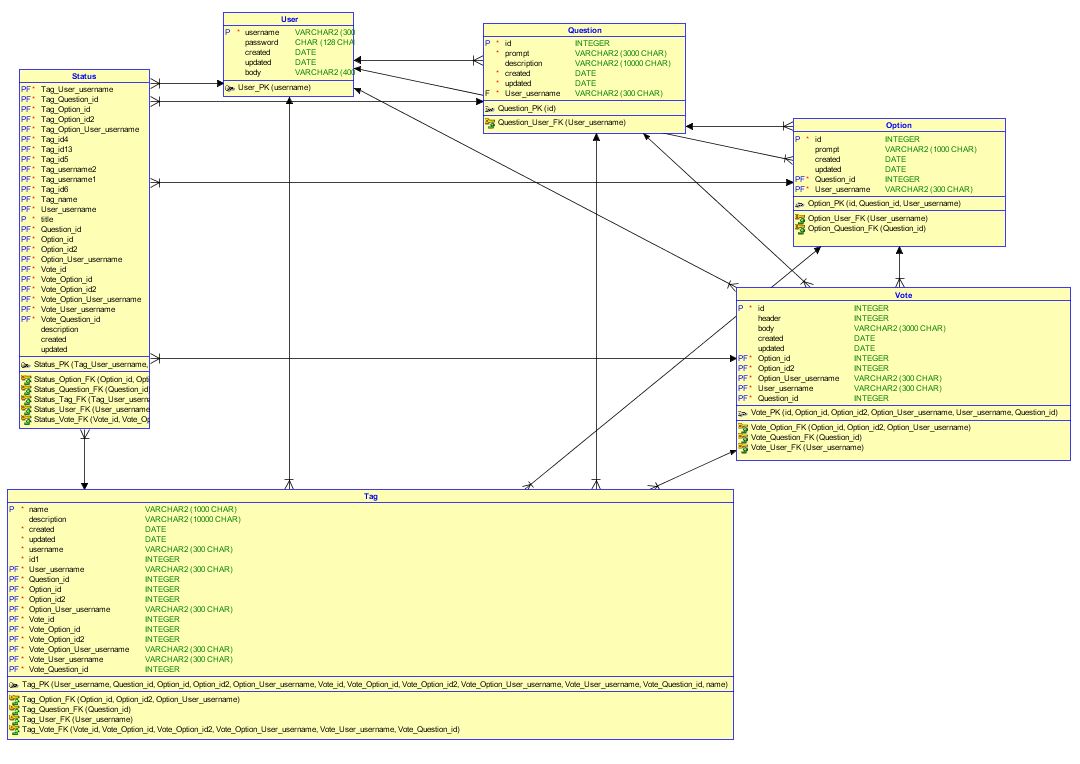 User
P * username VARCHAR2 (300
password CHAR (128 CHA
created DATE
updated DATE
body VARCHAR2 (400
User_PK (username)
Question
P * id INTEGER
* prompt VARCHAR2 (3000 CHAR)
description VARCHAR2 (10000 CHAR)
* created DATE
* updated DATE
F * User_username VARCHAR2 (300 CHAR)
Question_PK (id)
Question_User_FK (User_username)
Status
PF * Tag_User_username
PF * Tag_Question_id
PF * Tag_Option_id
PF * Tag_Option_id2
PF * Tag_Option_User_username
PF * Tag_id4
PF * Tag_id13
PF * Tag_id5
PF * Tag_username2
PF * Tag_username1
PF * Tag_id6
PF * Tag_name
PF * User_username
P * title
PF * Question_id
PF * Option_id
PF * Option_id2
PF * Option_User_username
PF * Vote_id
PF * Vote_Option_id
PF * Vote_Option_id2
PF * Vote_Option_User_username
PF * Vote_User_username
PF * Vote_Question_id
description
created
updated
Status_PK (Tag_User_username,
Status_Option_FK (Option_id, Opti
Status_Question_FK (Question_id
Status_Tag_FK (Tag_User_usern
Status_User_FK (User_username
Status_Vote_FK (Vote_id, Vote_Op
Option
P * id INTEGER
prompt VARCHAR2 (1000 CHAR)
created DATE
updated DATE
PF * Question_id INTEGER
PF * User_username VARCHAR2 (300 CHAR)
Option_PK (id, Question_id, User_username)
Option_User_FK (User_username)
Option_Question_FK (Question_id)
Vote
P * id INTEGER
header INTEGER
body VARCHAR2 (3000 CHAR)
created DATE
updated DATE
PF * Option_id INTEGER
PF * Option_id2 INTEGER
PF * Option_User_username VARCHAR2 (300 CHAR)
PF * User_username VARCHAR2 (300 CHAR)
PF * Question_id INTEGER
Vote_PK (id, Option_id, Option_id2, Option_User_username, User_username, Question_id)
Vote_Option_FK (Option_id, Option_id2, Option_User_username)
Vote_Question_FK (Question_id)
Vote_User_FK (User_username)
Tag
P * name VARCHAR2 (1000 CHAR)
description VARCHAR2 (10000 CHAR)
* created DATE
* updated DATE
* username VARCHAR2 (300 CHAR)
* id1 INTEGER
PF * User_username VARCHAR2 (300 CHAR)
PF * Question_id INTEGER
PF * Option_id INTEGER
PF * Option_id2 INTEGER
PF * Option_User_username VARCHAR2 (300 CHAR)
PF * Vote_id INTEGER
PF * Vote_Option_id INTEGER
PF * Vote_Option_id2 INTEGER
PF * Vote_Option_User_username VARCHAR2 (300 CHAR)
PF * Vote_User_username VARCHAR2 (300 CHAR)
PF * Vote_Question_id INTEGER
Tag_PK (User_username, Question_id, Option_id, Option_id2, Option_User_username, Vote_id, Vote_Option_id, Vote_Option_id2, Vote_Option_User_username, Vote_User_username, Vote_Question_id, name)
Tag_Option_FK (Option_id, Option_id2, Option_User_username)
Tag_Question_FK (Question_id)
Tag_User_FK (User_username)
Tag_Vote_FK (Vote_id, Vote_Option_id, Vote_Option_id2, Vote_Option_User_username, Vote_User_username, Vote_Question_id)